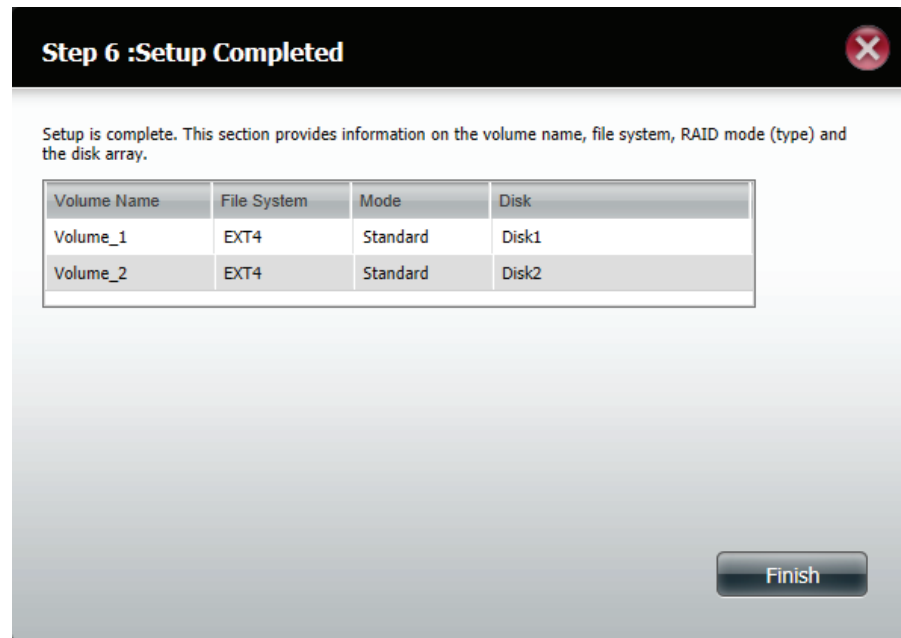 Step 6 :Setup Completed
Setup is complete. This section provides information on the volume name, file system, RAID mode (type) and
the disk array.
Volume Name File System Mode Disk
Volume_1 EXT4 Standard Disk1
Volume_2 EXT4 Standard Disk2
Finish